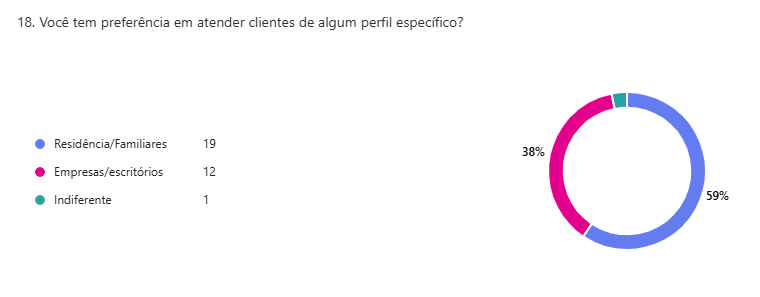 18. Você tem preferência em atender clientes de algum perfil específico?
Residência/Familiares 19
Empresas/escritórios 12
Indiferente 1
38%
59%